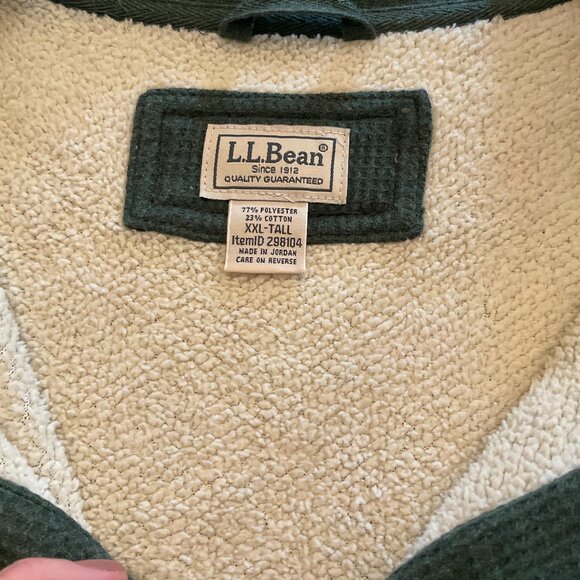 L.L.Bean®
Since 1912
QUALITY GUARANTEED
77% POLYESTER
23% COTTON
XXL-TALL
ItemID 298104
MADE IN JORDAN
CARE ON REVERSE